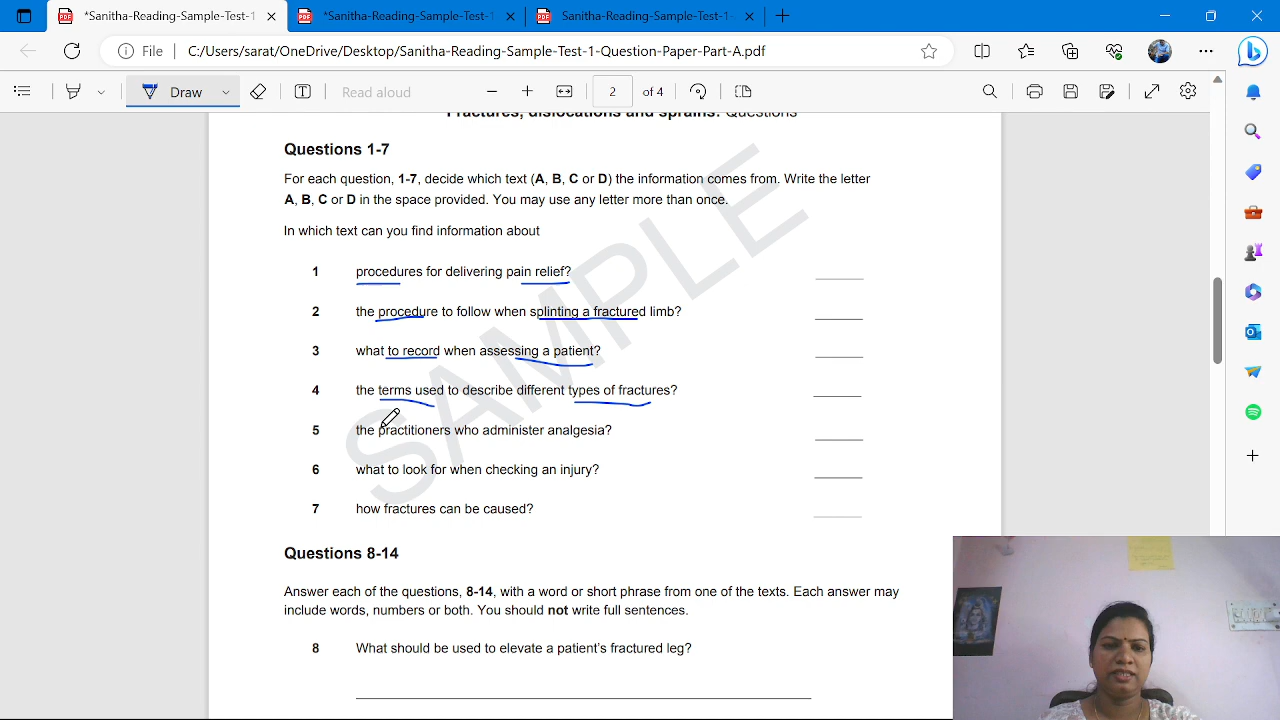 *Sanitha-Reading-Sample-Test-1
*Sanitha-Reading-Sample-Test-1
Sanitha-Reading-Sample-Test-1-
File
C:/Users/sarat/OneDrive/Desktop/Sanitha-Reading-Sample-Test-1-Question-Paper-Part-A.pdf
Draw
Read aloud
2 of 4
Fractures, dislocations and sprains: Questions
Questions 1-7
For each question, 1-7, decide which text (A, B, C or D) the information comes from. Write the letter
A, B, C or D in the space provided. You may use any letter more than once.
In which text can you find information about
1 procedures for delivering pain relief?
2 the procedure to follow when splinting a fractured limb?
3 what to record when assessing a patient?
4 the terms used to describe different types of fractures?
5 the practitioners who administer analgesia?
6 what to look for when checking an injury?
7 how fractures can be caused?
SAMPLE
Questions 8-14
Answer each of the questions, 8-14, with a word or short phrase from one of the texts. Each answer may
include words, numbers or both. You should not write full sentences.
8 What should be used to elevate a patient's fractured leg?